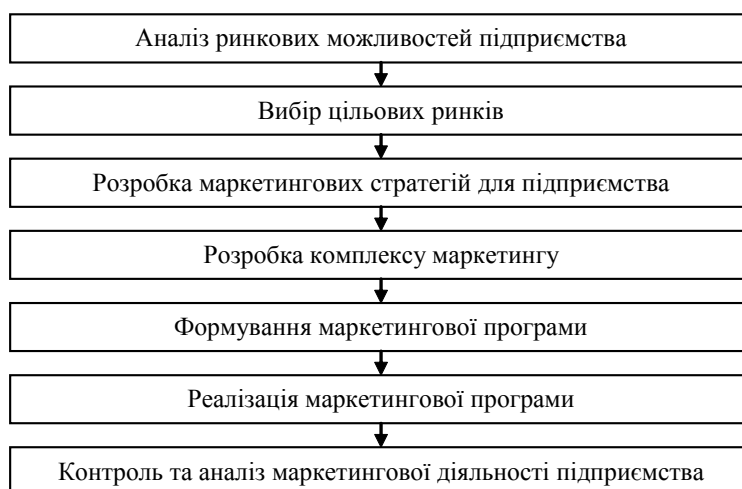 Аналіз ринкових можливостей підприємства
Вибір цільових ринків
Розробка маркетингових стратегій для підприємства
Розробка комплексу маркетингу
Формування маркетингової програми
Реалізація маркетингової програми
Контроль та аналіз маркетингової діяльності підприємства